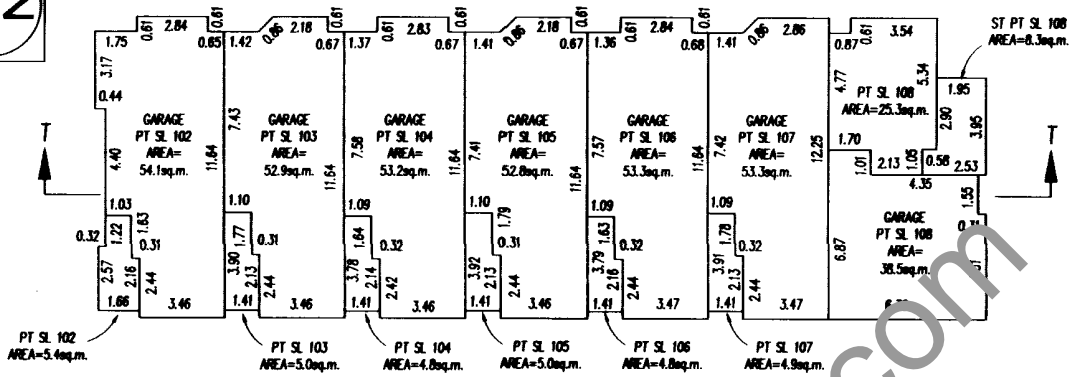 N
0.61 2.84 0.61 0.61 2.83 0.61 0.61 2.84 0.61
1.75 0.65 1.42 0.86 2.18 0.67 1.37 0.67 1.41 0.86 2.18 0.67 1.36 0.68 1.41 0.86 2.86 0.87 0.61 3.54
ST PT SL 108
AREA=8.3sq.m.
3.17 4.77 5.34 1.95
0.44
PT SL 108
AREA=25.3sq.m.
2.90 3.95
T
GARAGE
PT SL 102
AREA=
54.1sq.m.
GARAGE
PT SL 103
AREA=
52.9sq.m.
GARAGE
PT SL 104
AREA=
53.2sq.m.
GARAGE
PT SL 105
AREA=
52.8sq.m.
GARAGE
PT SL 106
AREA=
53.3sq.m.
GARAGE
PT SL 107
AREA=
53.3sq.m.
T
4.40 11.64 7.43 11.64 7.58 11.64 7.41 11.64 7.57 11.64 7.42 12.25
1.70 1.01 2.13 1.05 0.58 2.53
4.35 1.55
1.03 1.10 1.09 1.10 1.09 1.09
0.32 1.22 1.63 0.31 1.77 0.31 1.64 0.32 1.79 0.31 1.63 0.32 1.78 0.32
GARAGE
PT SL 108
AREA=
38.5sq.m.
6.87
2.57 2.16 2.44 3.90 2.13 2.44 3.78 2.14 2.42 3.92 2.13 2.44 3.79 2.16 2.44 3.91 2.13 2.44
1.66 3.46 1.41 3.46 1.41 3.46 1.41 3.46 1.41 3.47 1.41 3.47
PT SL 102
AREA=5.4sq.m.
PT SL 103
AREA=5.0sq.m.
PT SL 104
AREA=4.8sq.m.
PT SL 105
AREA=5.0sq.m.
PT SL 106
AREA=4.8sq.m.
PT SL 107
AREA=4.9sq.m.
com